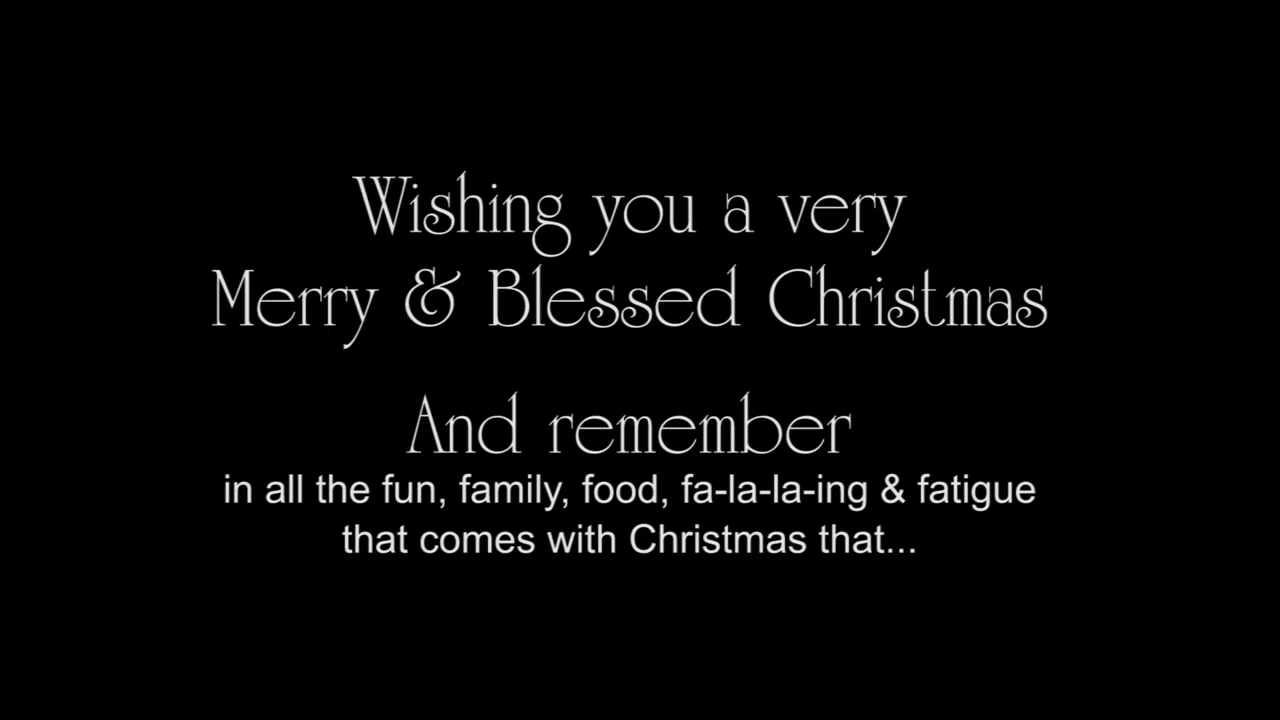 Wishing you a very
Merry & Blessed Christmas
And remember
in all the fun, family, food, fa-la-la-ing & fatigue
that comes with Christmas that...